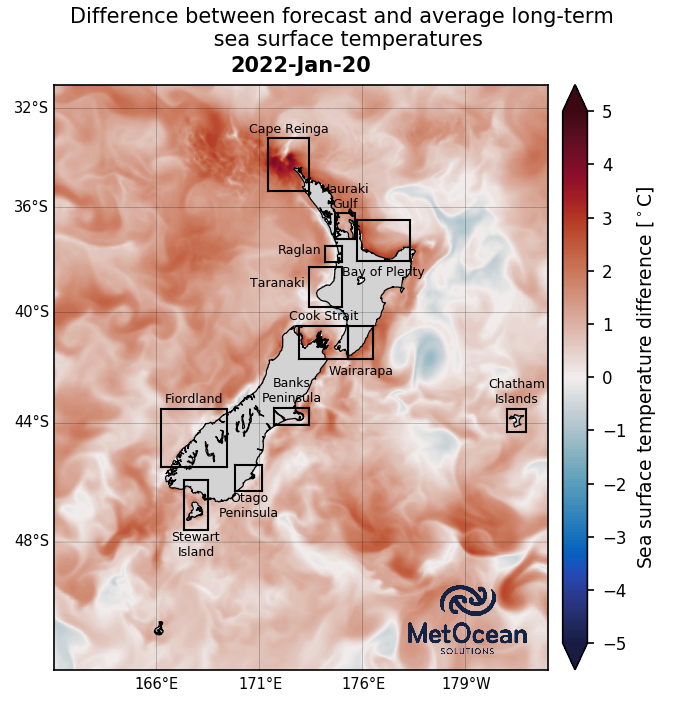 Difference between forecast and average long-term
sea surface temperatures
2022-Jan-20
32°S
36°S
40°S
44°S
48°S
166°E
171°E
176°E
179°W
Cape Reinga
Hauraki
Gulf
Raglan
Bay of Plenty
Taranaki
Cook Strait
Wairarapa
Banks
Peninsula
Fiordland
Chatham
Islands
Otago
Peninsula
Stewart
Island
MetOcean
SOLUTIONS
5
4
3
2
1
0
−1
−2
−3
−4
−5
Sea surface temperature difference [°C]